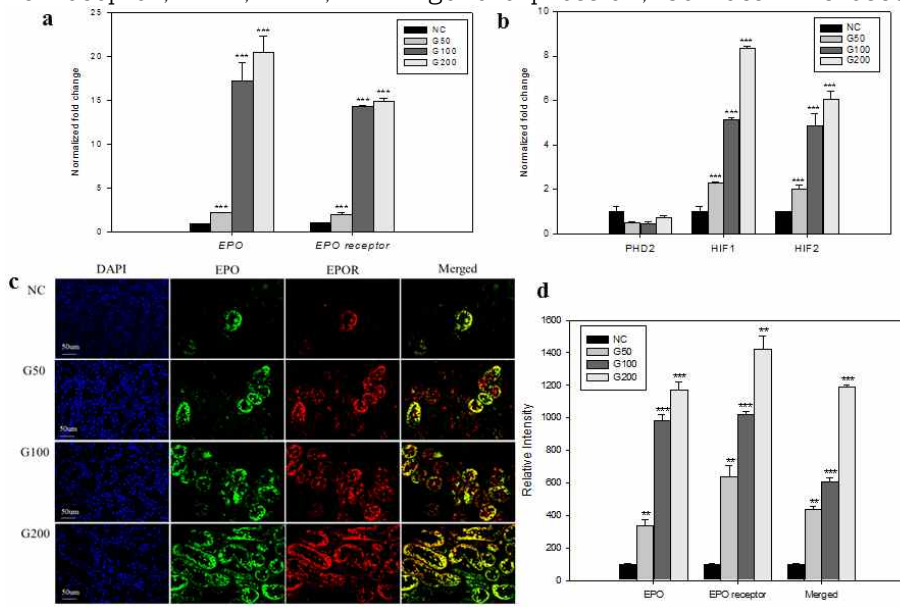 a
NC
G50
G100
G200
Normalized fold change
25
20
15
10
5
0
***
***
***
***
***
***
EPO
EPO receptor
b
NC
G50
G100
G200
Normalized fold change
10
8
6
4
2
0
***
***
***
***
***
***
PHD2
HIF1
HIF2
c
DAPI
EPO
EPOR
Merged
NC
50um
G50
50um
G100
50um
G200
50um
d
NC
G50
G100
G200
Relative Intensity
1600
1400
1200
1000
800
600
400
200
0
**
***
***
**
***
**
**
***
***
EPO
EPO receptor
Merged